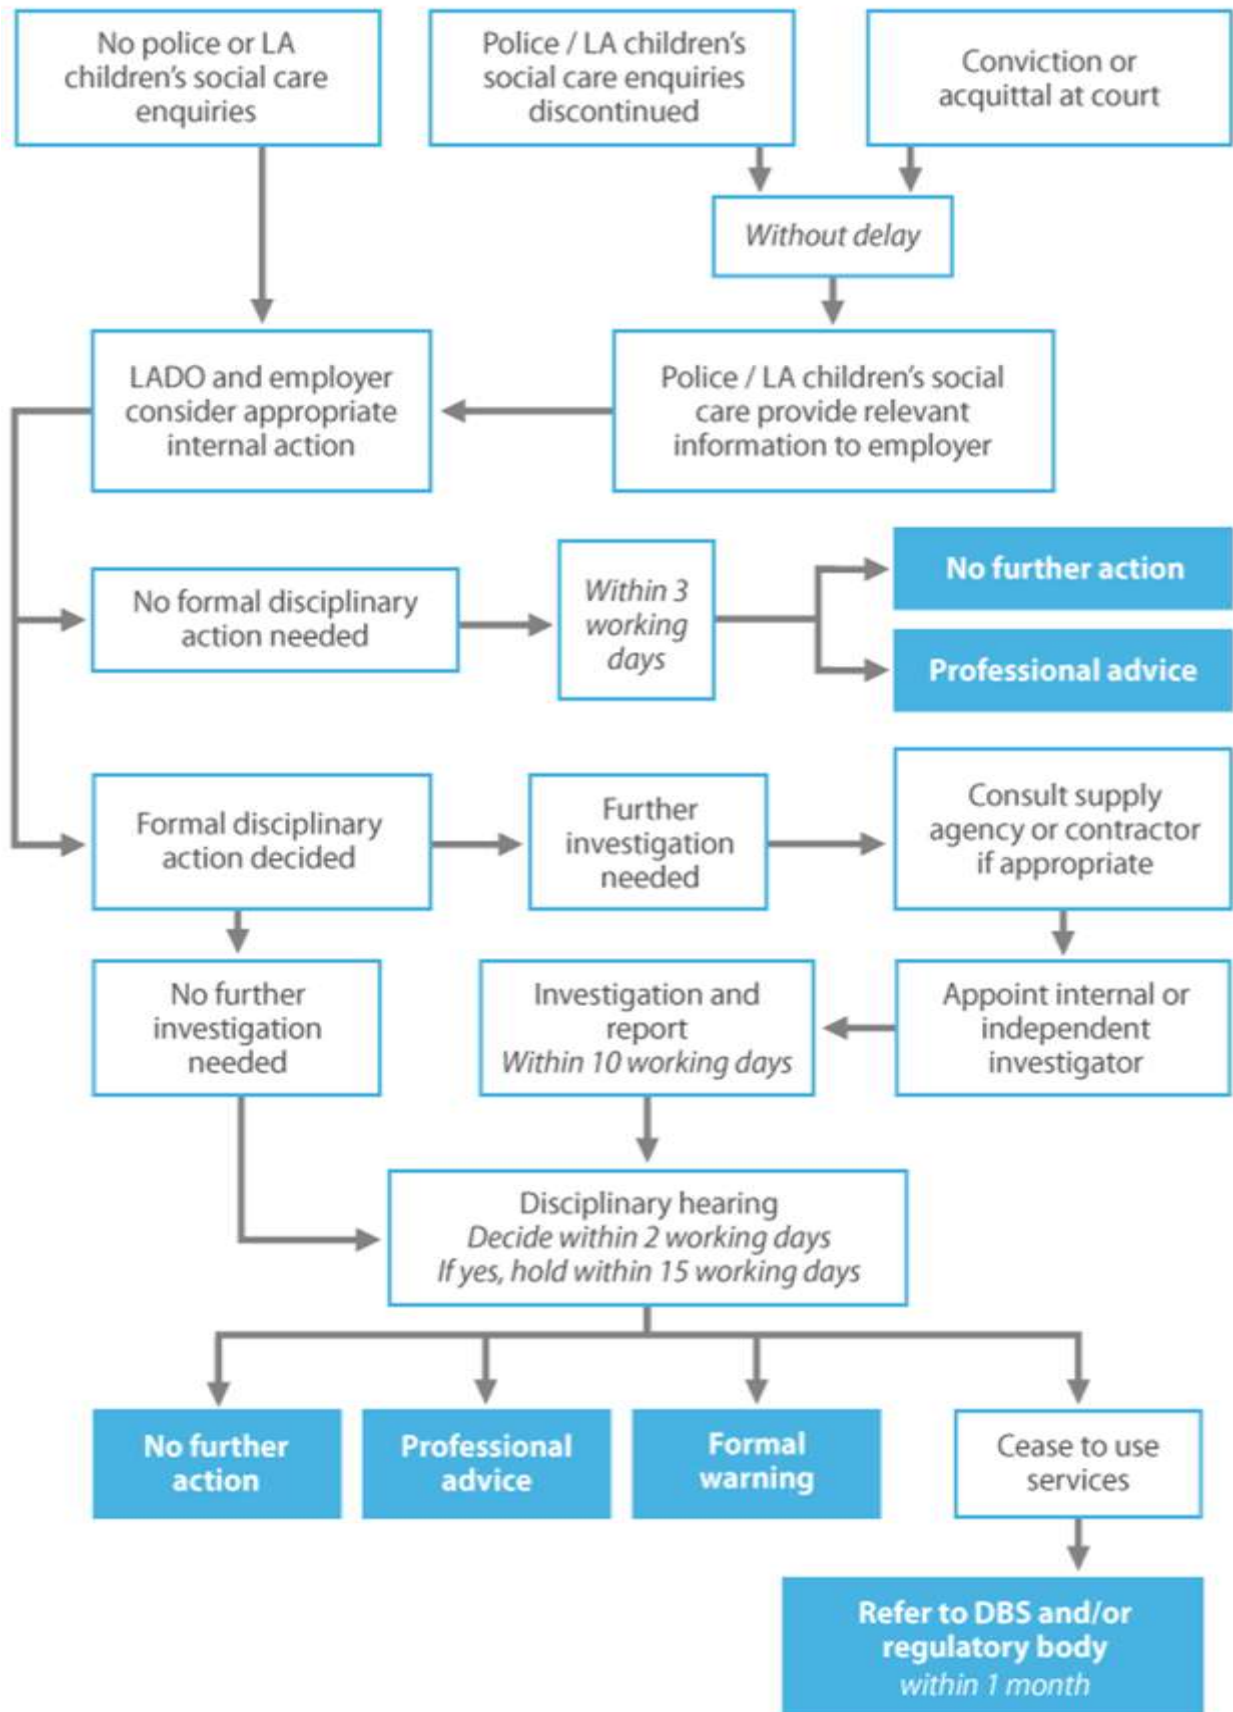 No police or LA
children's social care
enquiries
Police / LA children's
social care enquiries
discontinued
Conviction or
acquittal at court
Without delay
LADO and employer
consider appropriate
internal action
Police / LA children's social
care provide relevant
information to employer
No formal disciplinary
action needed
Within 3
working
days
No further action
Professional advice
Formal disciplinary
action decided
Further
investigation
needed
Consult supply
agency or contractor
if appropriate
No further
investigation
needed
Investigation and
report
Within 10 working days
Appoint internal or
independent
investigator
Disciplinary hearing
Decide within 2 working days
If yes, hold within 15 working days
No further
action
Professional
advice
Formal
warning
Cease to use
services
Refer to DBS and/or
regulatory body
within 1 month